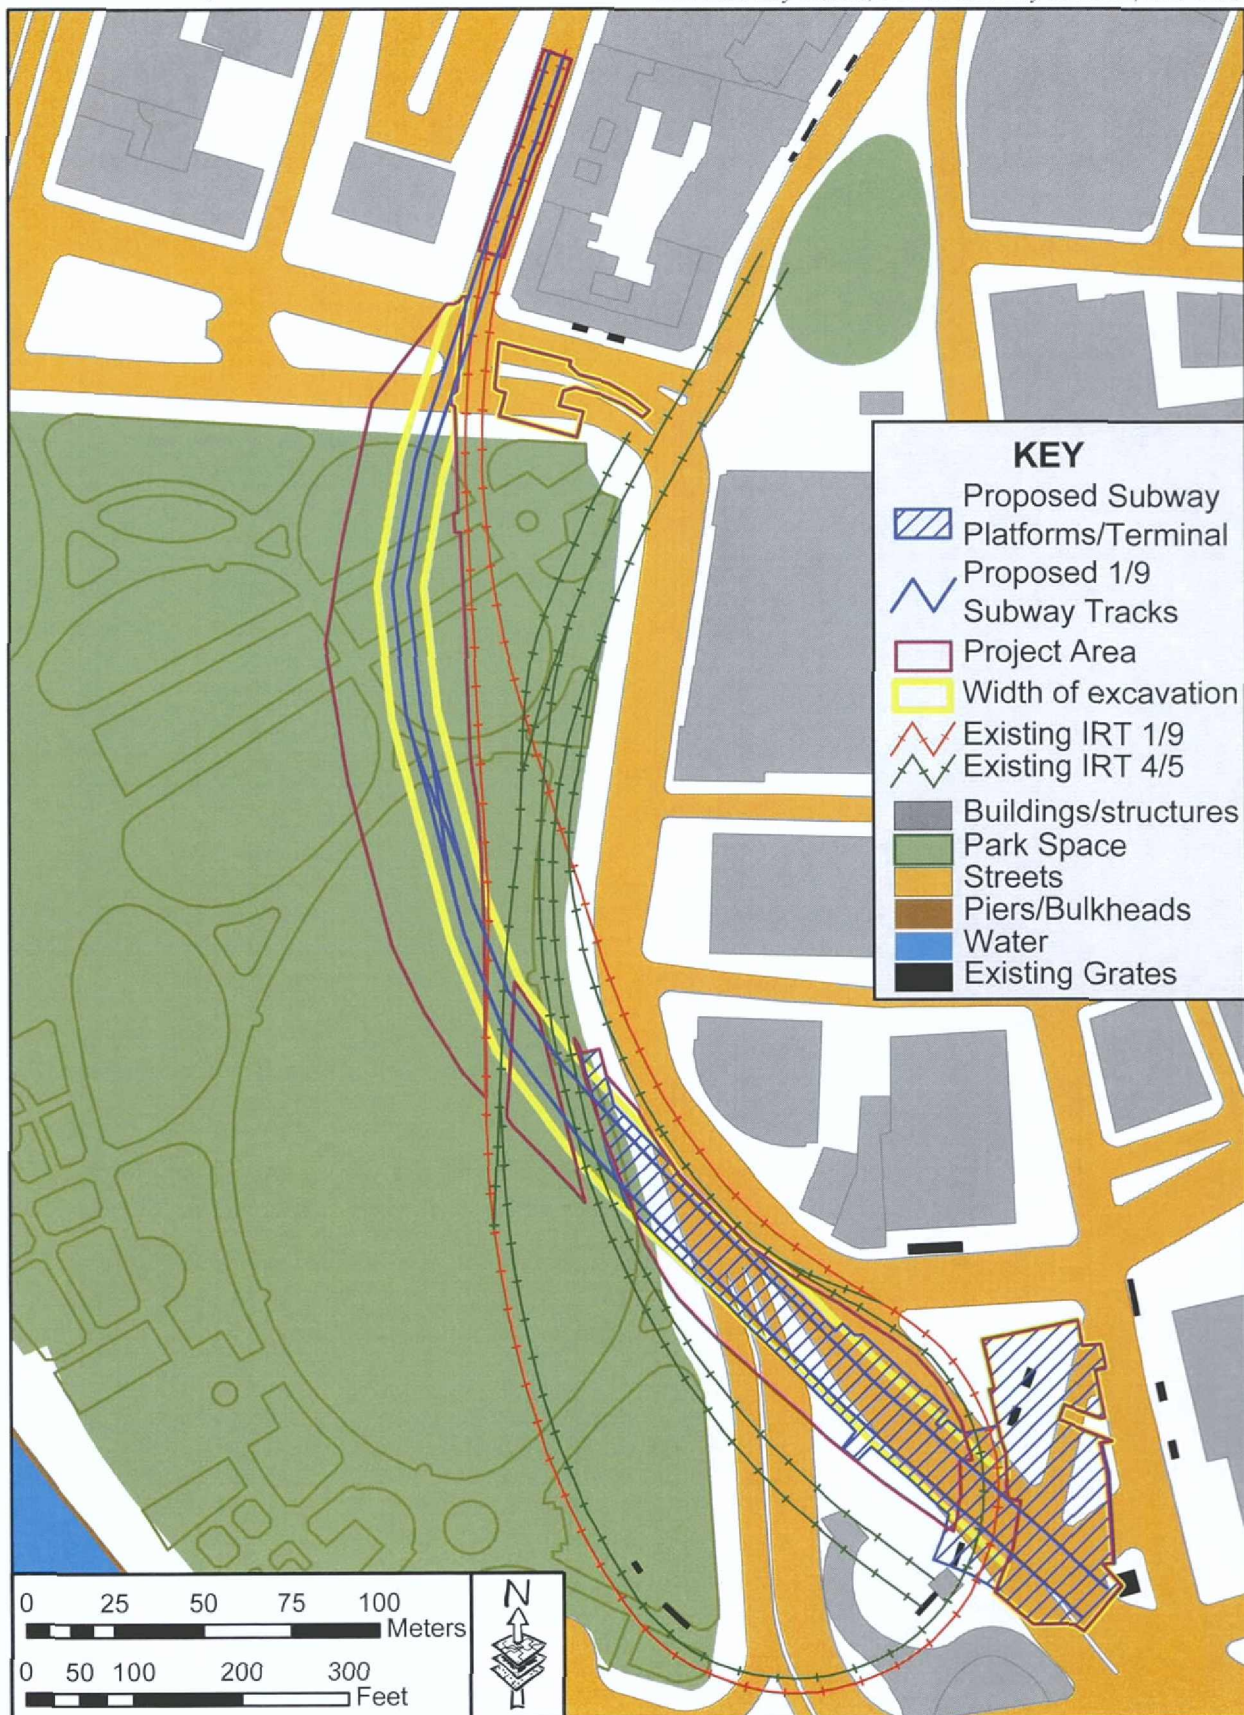 KEY
Proposed Subway
Platforms/Terminal
Proposed 1/9
Subway Tracks
Project Area
Width of excavation
Existing IRT 1/9
Existing IRT 4/5
Buildings/structures
Park Space
Streets
Piers/Bulkheads
Water
Existing Grates
0 25 50 75 100
Meters
0 50 100 200 300
Feet
N